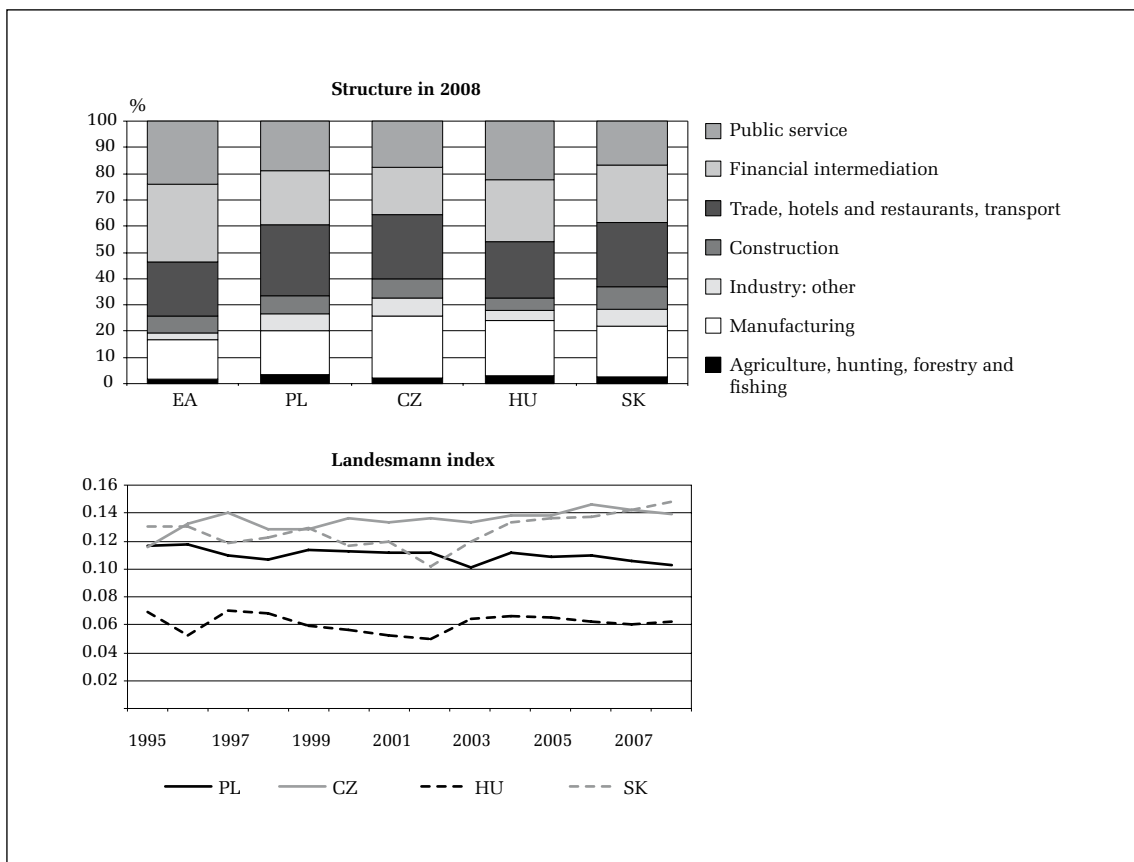 Structure in 2008
%
100
90
80
70
60
50
40
30
20
10
0
EA PL CZ HU SK
Public service
Financial intermediation
Trade, hotels and restaurants, transport
Construction
Industry: other
Manufacturing
Agriculture, hunting, forestry and
fishing
Landesmann index
0.16
0.14
0.12
0.10
0.08
0.06
0.04
0.02
1995 1997 1999 2001 2003 2005 2007
PL CZ HU SK